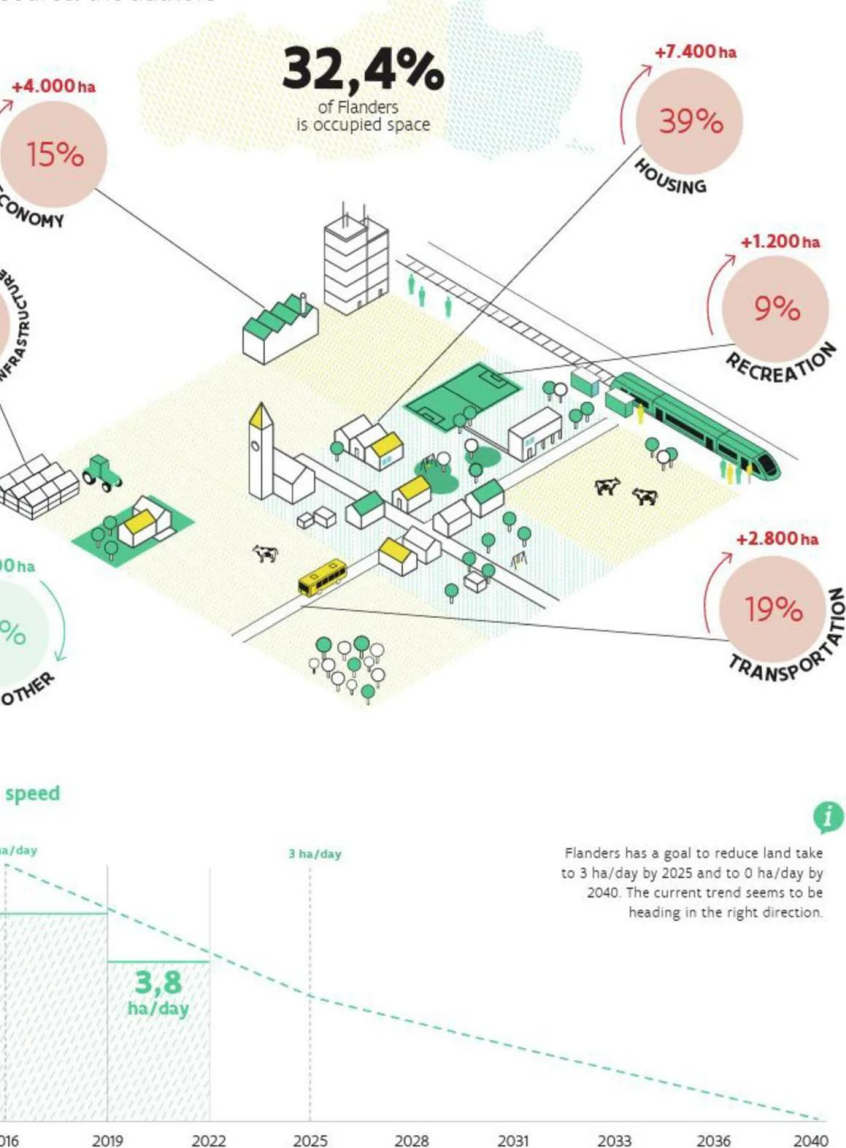 32,4%
of Flanders
is occupied space
+4.000 ha
15%
+7.400 ha
39%
HOUSING
+1.200 ha
9%
RECREATION
+2.800 ha
19%
TRANSPORTATION
%
OTHER
speed
ha/day
3 ha/day
3,8
ha/day
i
Flanders has a goal to reduce land take
to 3 ha/day by 2025 and to 0 ha/day by
2040. The current trend seems to be
heading in the right direction.
2019
2022
2025
2028
2031
2033
2036
2040